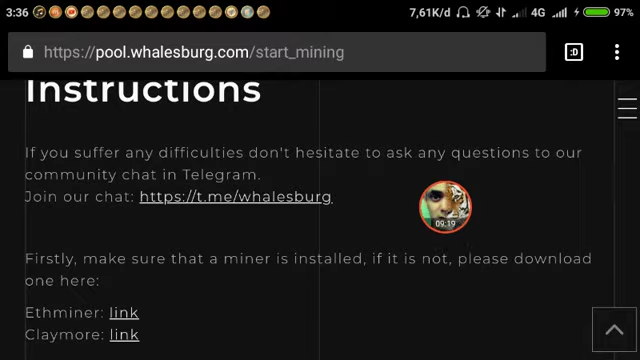 3:36 7,61K/d 4G 97%
https://pool.whalesburg.com/start_mining :D
Instructions
If you suffer any difficulties don't hesitate to ask any questions to our
community chat in Telegram.
Join our chat: https://t.me/whalesburg
09:19
Firstly, make sure that a miner is installed, if it is not, please download
one here:
Ethminer: link
Claymore: link